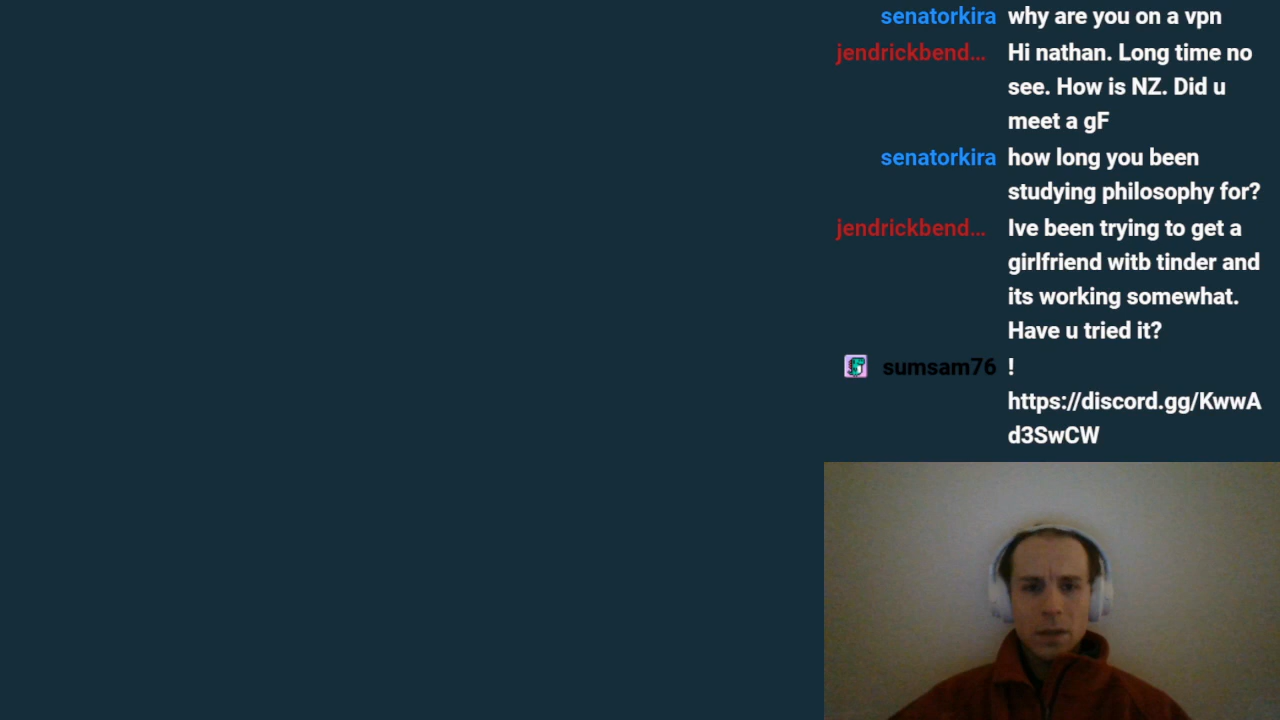 senatorkira why are you on a vpn
jendrickbend... Hi nathan. Long time no
see. How is NZ. Did u
meet a gF
senatorkira how long you been
studying philosophy for?
jendrickbend... Ive been trying to get a
girlfriend witb tinder and
its working somewhat.
Have u tried it?
sumsam76 !
https://discord.gg/KwwA
d3SwCW